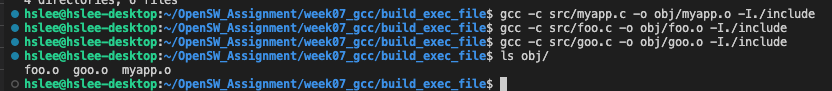 4 directories, 6 files
hslee@hslee-desktop:~/OpenSW_Assignment/week07_gcc/build_exec_file$ gcc -c src/myapp.c -o obj/myapp.o -I./include
hslee@hslee-desktop:~/OpenSW_Assignment/week07_gcc/build_exec_file$ gcc -c src/foo.c -o obj/foo.o -I./include
hslee@hslee-desktop:~/OpenSW_Assignment/week07_gcc/build_exec_file$ gcc -c src/goo.c -o obj/goo.o -I./include
hslee@hslee-desktop:~/OpenSW_Assignment/week07_gcc/build_exec_file$ ls obj/
foo.o  goo.o  myapp.o
hslee@hslee-desktop:~/OpenSW_Assignment/week07_gcc/build_exec_file$